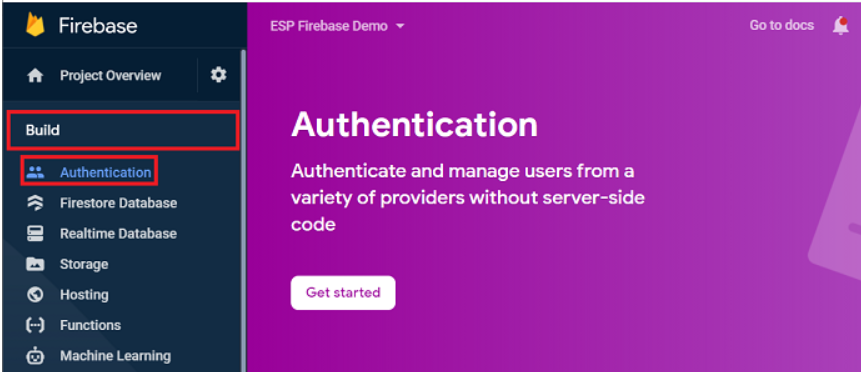 Firebase
ESP Firebase Demo
Go to docs
Project Overview
Build
Authentication
Firestore Database
Realtime Database
Storage
Hosting
Functions
Machine Learning
Authentication
Authenticate and manage users from a
variety of providers without server-side
code
Get started